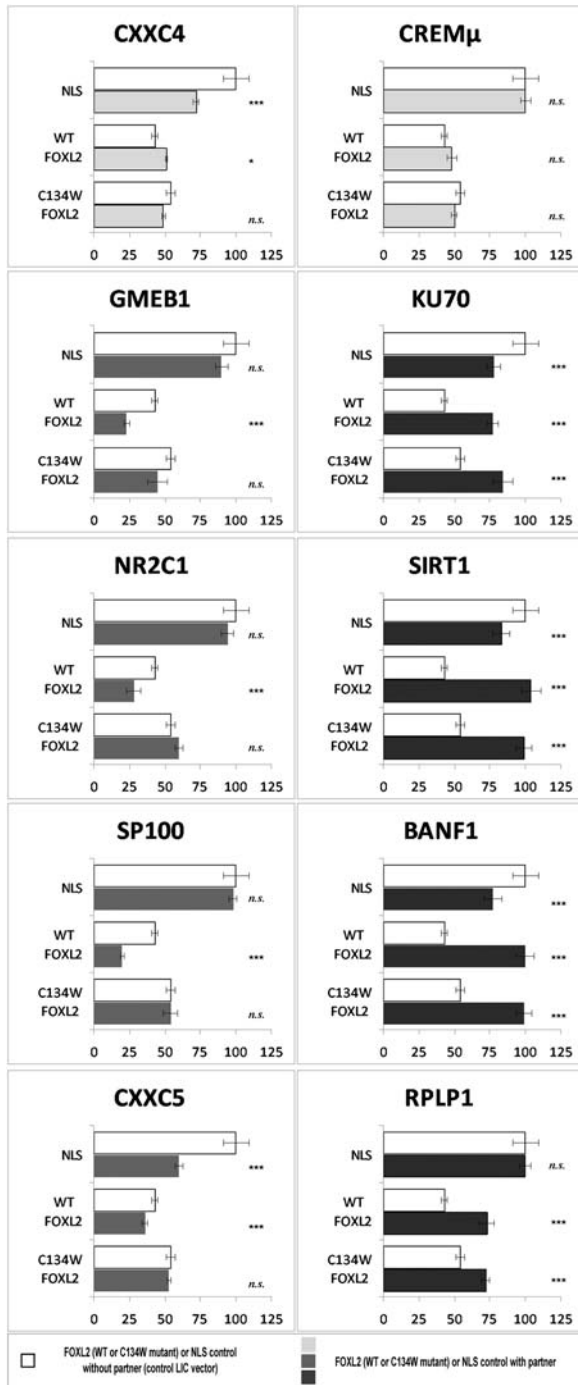 CXXC4
NLS
***
WT
FOXL2
*
C134W
FOXL2
n.s.
0 25 50 75 100 125
CREMμ
NLS
n.s.
WT
FOXL2
n.s.
C134W
FOXL2
n.s.
0 25 50 75 100 125
GMEB1
NLS
n.s.
WT
FOXL2
***
C134W
FOXL2
n.s.
0 25 50 75 100 125
KU70
NLS
***
WT
FOXL2
***
C134W
FOXL2
***
0 25 50 75 100 125
NR2C1
NLS
n.s.
WT
FOXL2
***
C134W
FOXL2
n.s.
0 25 50 75 100 125
SIRT1
NLS
***
WT
FOXL2
***
C134W
FOXL2
***
0 25 50 75 100 125
SP100
NLS
n.s.
WT
FOXL2
***
C134W
FOXL2
n.s.
0 25 50 75 100 125
BANF1
NLS
***
WT
FOXL2
***
C134W
FOXL2
***
0 25 50 75 100 125
CXXC5
NLS
***
WT
FOXL2
***
C134W
FOXL2
n.s.
0 25 50 75 100 125
RPLP1
NLS
n.s.
WT
FOXL2
***
C134W
FOXL2
***
0 25 50 75 100 125
FOXL2 (WT or C134W mutant) or NLS control
without partner (control LIC vector)
FOXL2 (WT or C134W mutant) or NLS control with partner